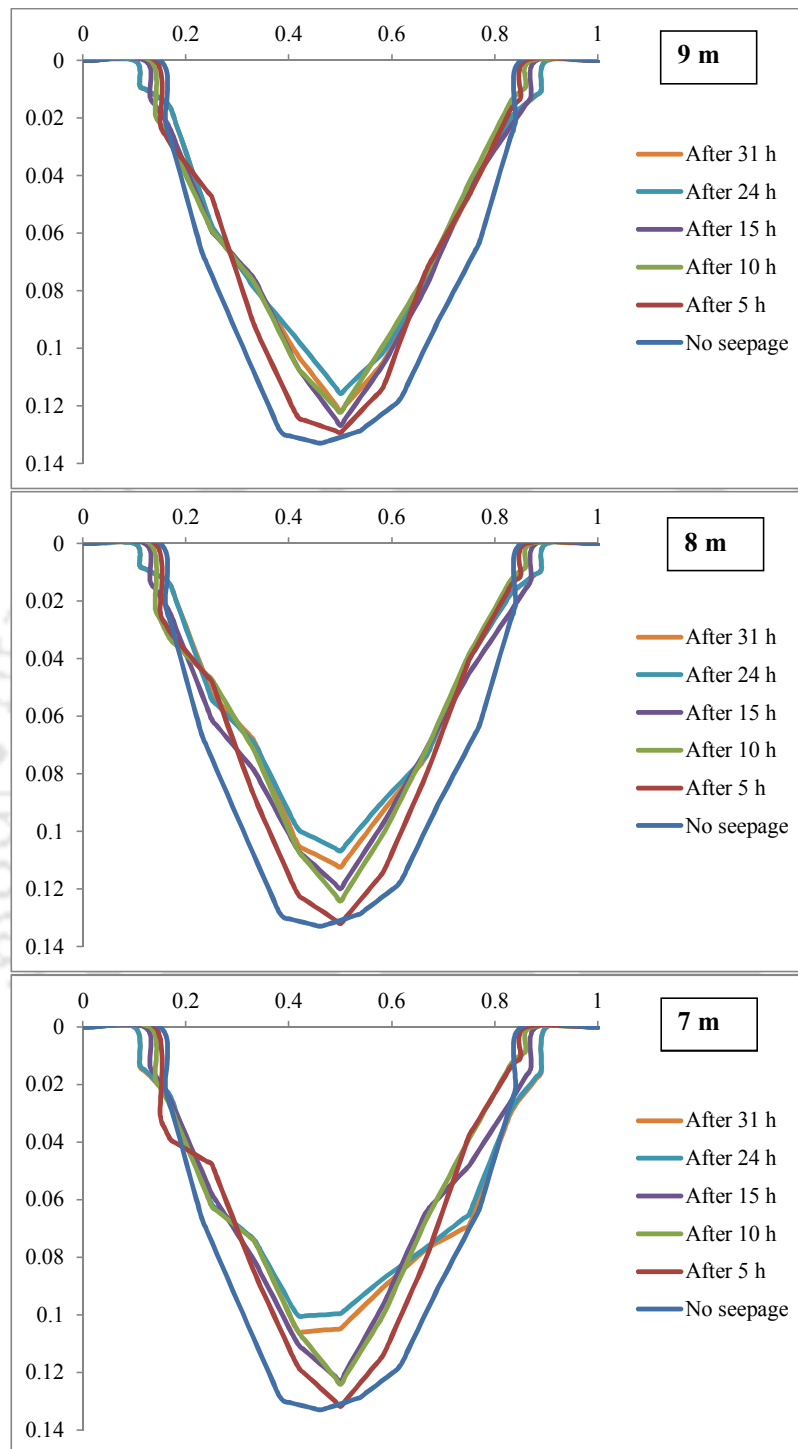 0 0.2 0.4 0.6 0.8 1
9 m
0
0.02
0.04
0.06
0.08
0.1
0.12
0.14
After 31 h
After 24 h
After 15 h
After 10 h
After 5 h
No seepage
0 0.2 0.4 0.6 0.8 1
8 m
0
0.02
0.04
0.06
0.08
0.1
0.12
0.14
After 31 h
After 24 h
After 15 h
After 10 h
After 5 h
No seepage
0 0.2 0.4 0.6 0.8 1
7 m
0
0.02
0.04
0.06
0.08
0.1
0.12
0.14
After 31 h
After 24 h
After 15 h
After 10 h
After 5 h
No seepage